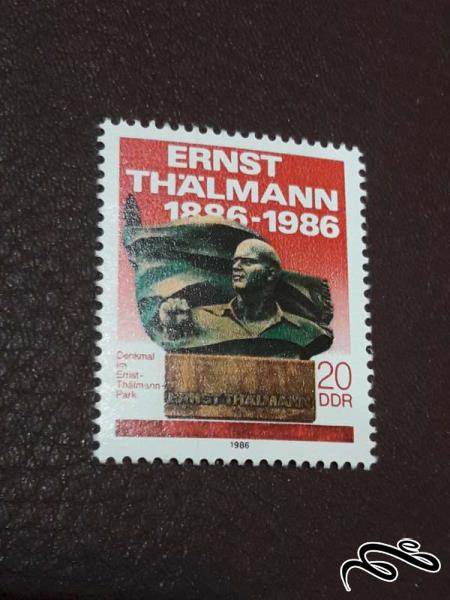 ERNST
THÄLMANN
1886-1986
Denkmal
im
Ernst-
Thälmann-
Park
20
DDR
ERNST THÄLMANN
1986